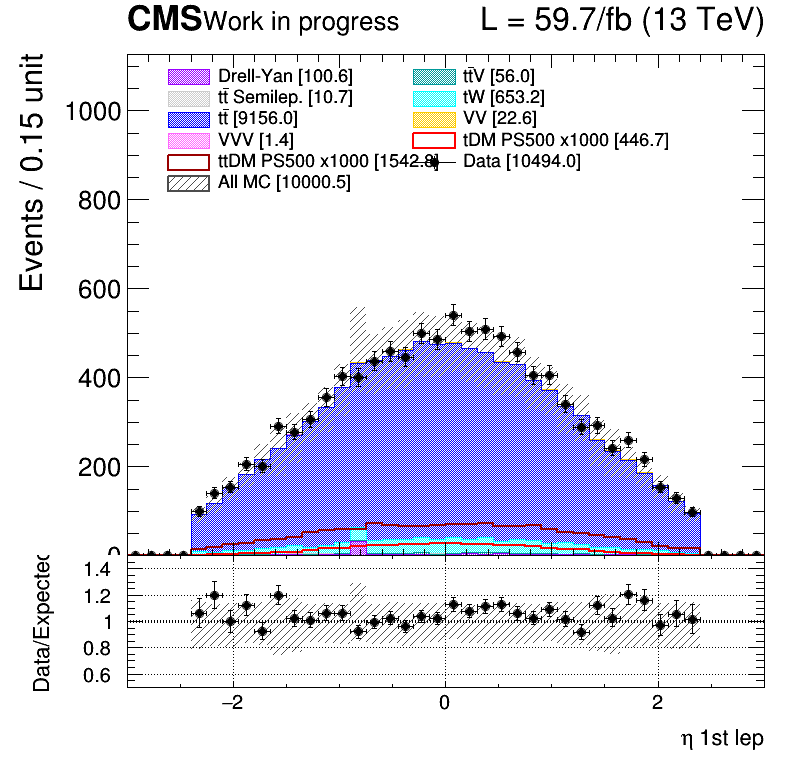 CMS Work in progress L = 59.7/fb (13 TeV)
Drell-Yan [100.6] tt̄V [56.0]
tt̄ Semilep. [10.7] tW [653.2]
tt̄ [9156.0] VV [22.6]
VVV [1.4] tDM PS500 x1000 [446.7]
ttDM PS500 x1000 [1542.8] Data [10494.0]
All MC [10000.5]
Events / 0.15 unit
1000
800
600
400
200
0
Data/Expected
1.4
1.2
1
0.8
0.6
−2 0 2
η 1st lep